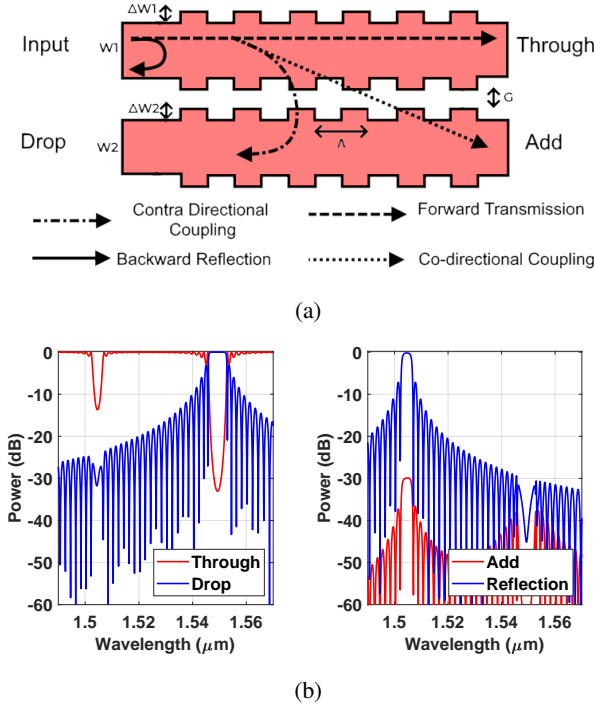 ΔW1
Input
W1
Through
G
ΔW2
Drop
W2
Λ
Add
Contra Directional
Coupling
Forward Transmission
Backward Reflection
Co-directional Coupling
(a)
0
-10
-20
-30
-40
-50
-60
Power (dB)
Through
Drop
1.5 1.52 1.54 1.56
Wavelength (μm)
0
-10
-20
-30
-40
-50
-60
Power (dB)
Add
Reflection
1.5 1.52 1.54 1.56
Wavelength (μm)
(b)